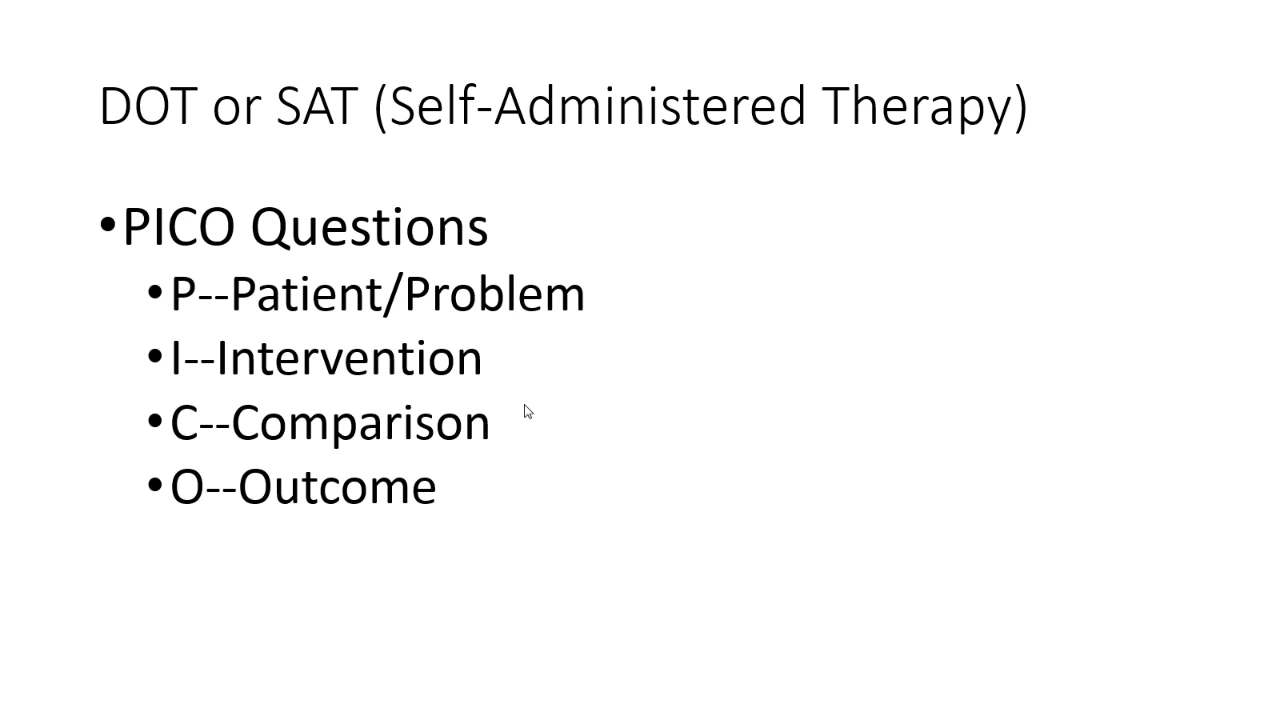 DOT or SAT (Self-Administered Therapy)
•PICO Questions
•P--Patient/Problem
•I--Intervention
•C--Comparison
•O--Outcome